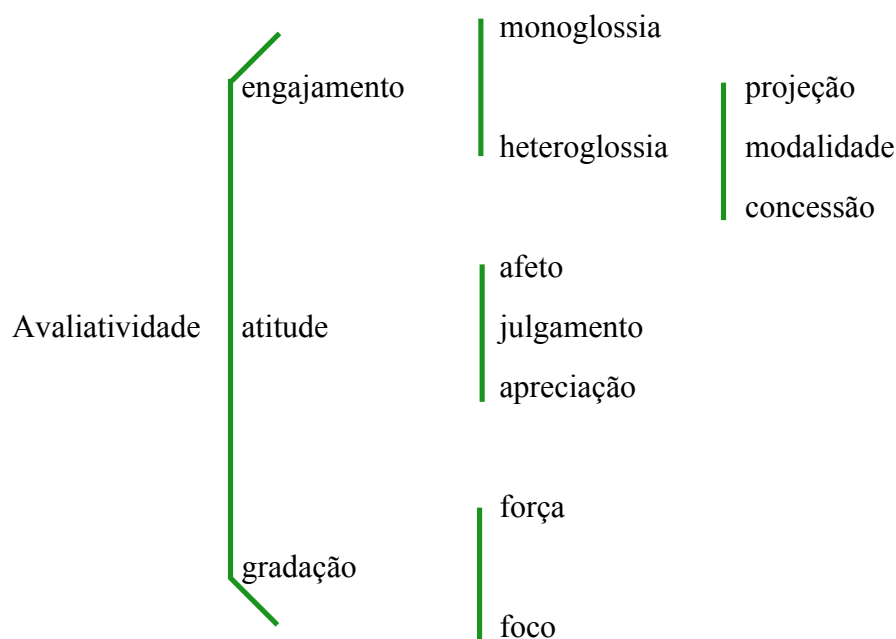 monoglossia
engajamento
projeção
heteroglossia
modalidade
concessão
afeto
Avaliatividade
atitude
julgamento
apreciação
força
gradação
foco